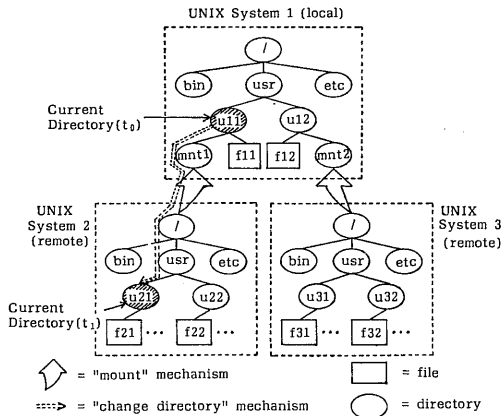 UNIX System 1 (local)
/
bin usr etc
Current
Directory(t₀)
u11 u12
mnt1 f11 f12 mnt2
UNIX
System 2
(remote)
/
bin usr etc
Current
Directory(t₁)
u21 u22
f21 ··· f22 ···
UNIX
System 3
(remote)
/
bin usr etc
u31 u32
f31 ··· f32 ···
= "mount" mechanism
= file
= "change directory" mechanism
= directory